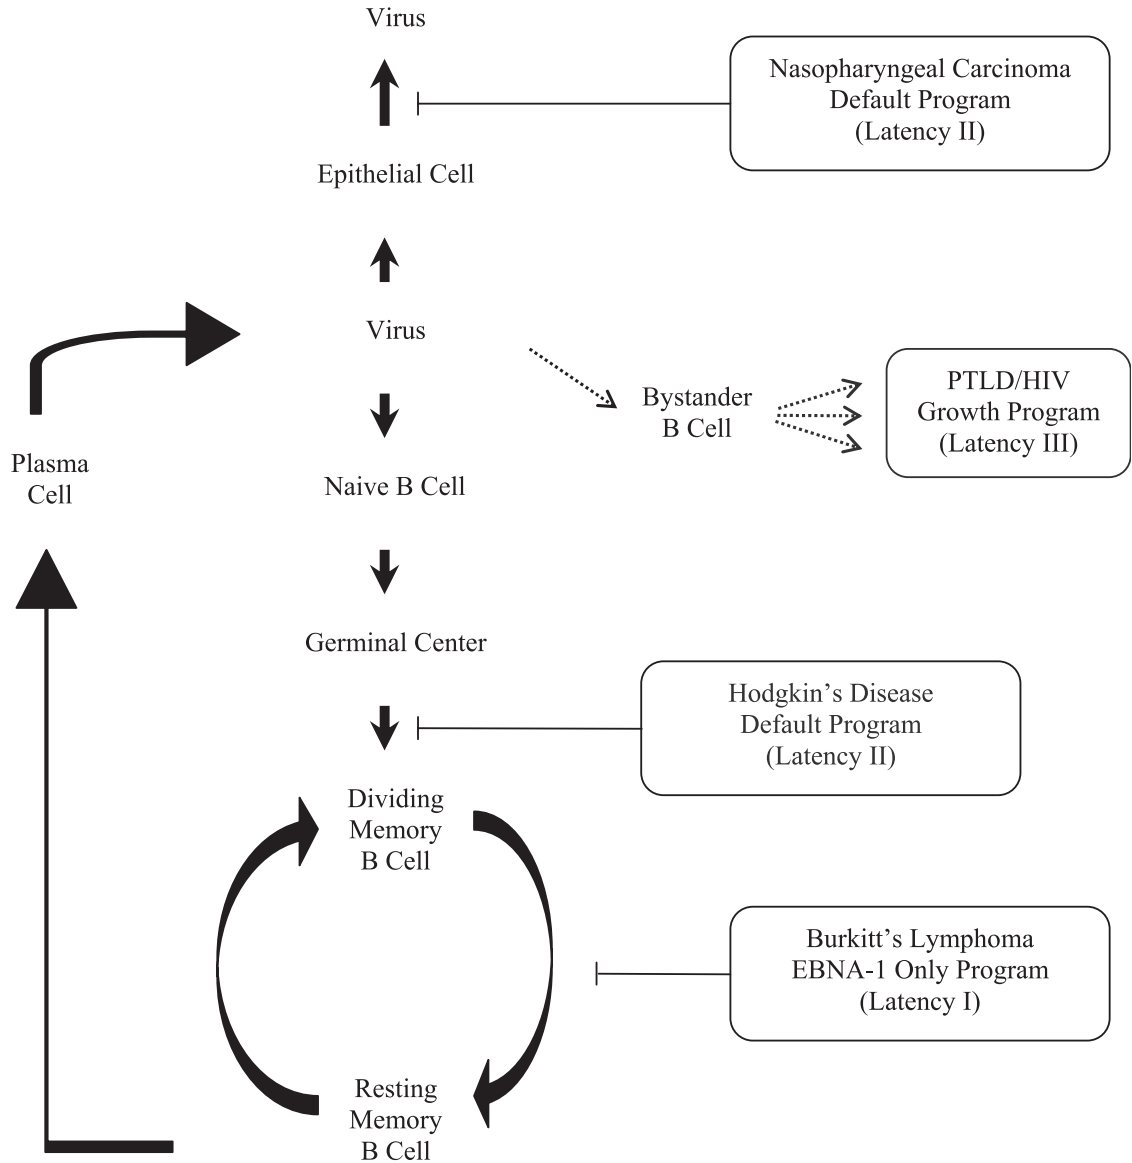 Virus
Nasopharyngeal Carcinoma
Default Program
(Latency II)
Epithelial Cell
Virus
Bystander
B Cell
PTLD/HIV
Growth Program
(Latency III)
Plasma
Cell
Naive B Cell
Germinal Center
Hodgkin’s Disease
Default Program
(Latency II)
Dividing
Memory
B Cell
Burkitt’s Lymphoma
EBNA-1 Only Program
(Latency I)
Resting
Memory
B Cell